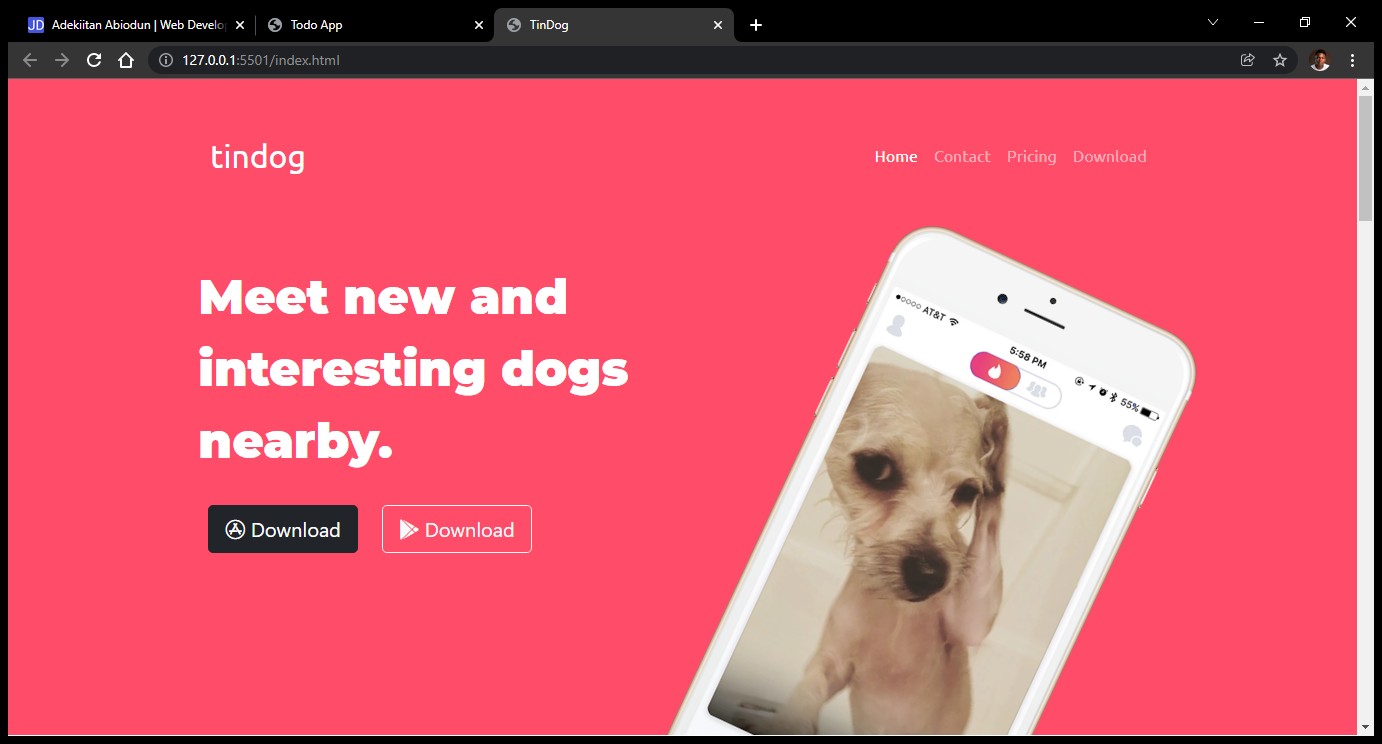 JD Adekiitan Abiodun | Web Develo
Todo App
TinDog
127.0.0.1:5501/index.html
tindog
Home Contact Pricing Download
Meet new and
interesting dogs
nearby.
Download
Download
AT&T
5:58 PM
55%